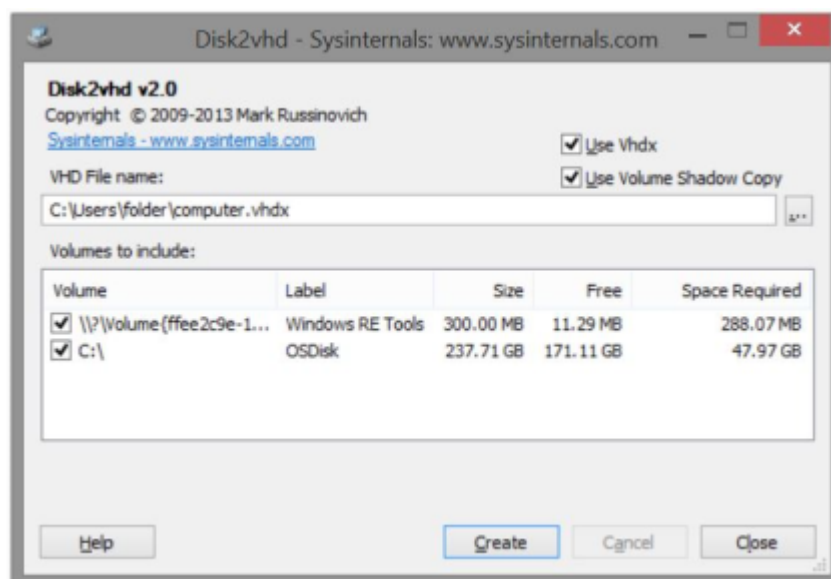 Disk2vhd - Sysinternals: www.sysinternals.com
Disk2vhd v2.0
Copyright © 2009-2013 Mark Russinovich
Sysinternals - www.sysinternals.com
Use Vhdx
VHD File name:
Use Volume Shadow Copy
C:\Users\folder\computer.vhdx
...
Volumes to include:
Volume Label Size Free Space Required
\\?\Volume{ffee2c9e-1... Windows RE Tools 300.00 MB 11.29 MB 288.07 MB
C:\ OSDisk 237.71 GB 171.11 GB 47.97 GB
Help Create Cancel Close